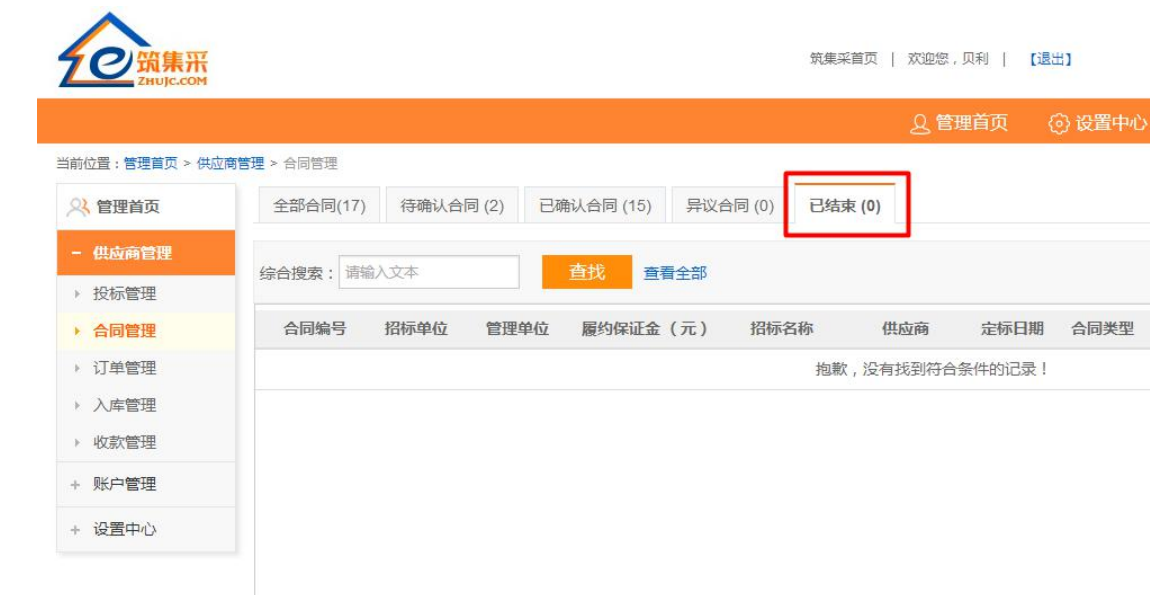 e筑集采
ZHUJC.COM
筑集采首页 | 欢迎您，贝利 | 【退出】
管理首页 设置中心
当前位置：管理首页 > 供应商管理 > 合同管理
管理首页
全部合同(17) 待确认合同 (2) 已确认合同 (15) 异议合同 (0) 已结束 (0)
供应商管理
综合搜索： 请输入文本 查找 查看全部
投标管理
合同管理
合同编号 招标单位 管理单位 履约保证金（元） 招标名称 供应商 定标日期 合同类型
订单管理
抱歉，没有找到符合条件的记录！
入库管理
收款管理
账户管理
设置中心